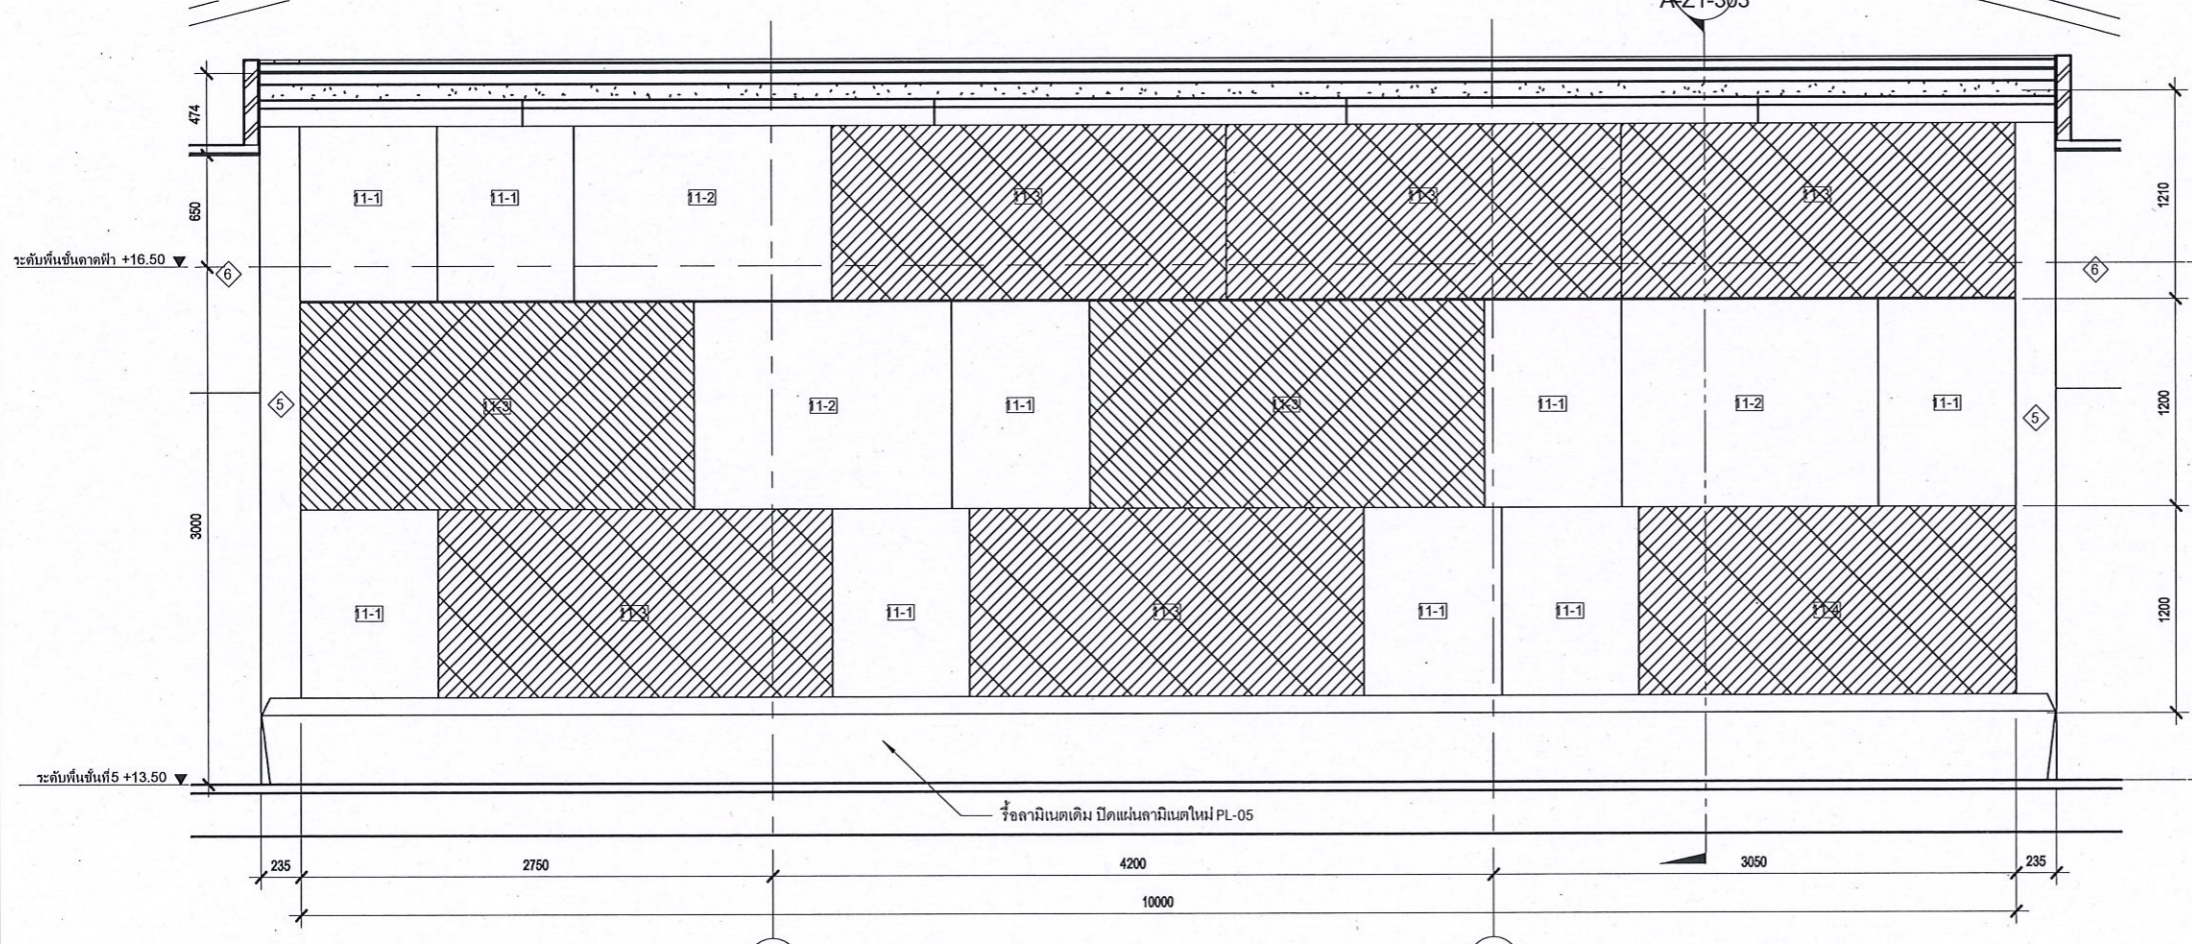 A-Z1-303
474
11-1 11-1 11-2 11-3 11-3 11-3
650
1210
ระดับพื้นชั้นดาดฟ้า +16.50
6
6
5
11-3 11-2 11-1 11-3 11-1 11-2 11-1
5
1200
3000
11-1 11-3 11-1 11-3 11-1 11-1 11-4
1200
ระดับพื้นชั้นที่5 +13.50
รื้อลามิเนตเดิม ปิดแผ่นลามิเนตใหม่ PL-05
235 2750 4200 3050 235
10000